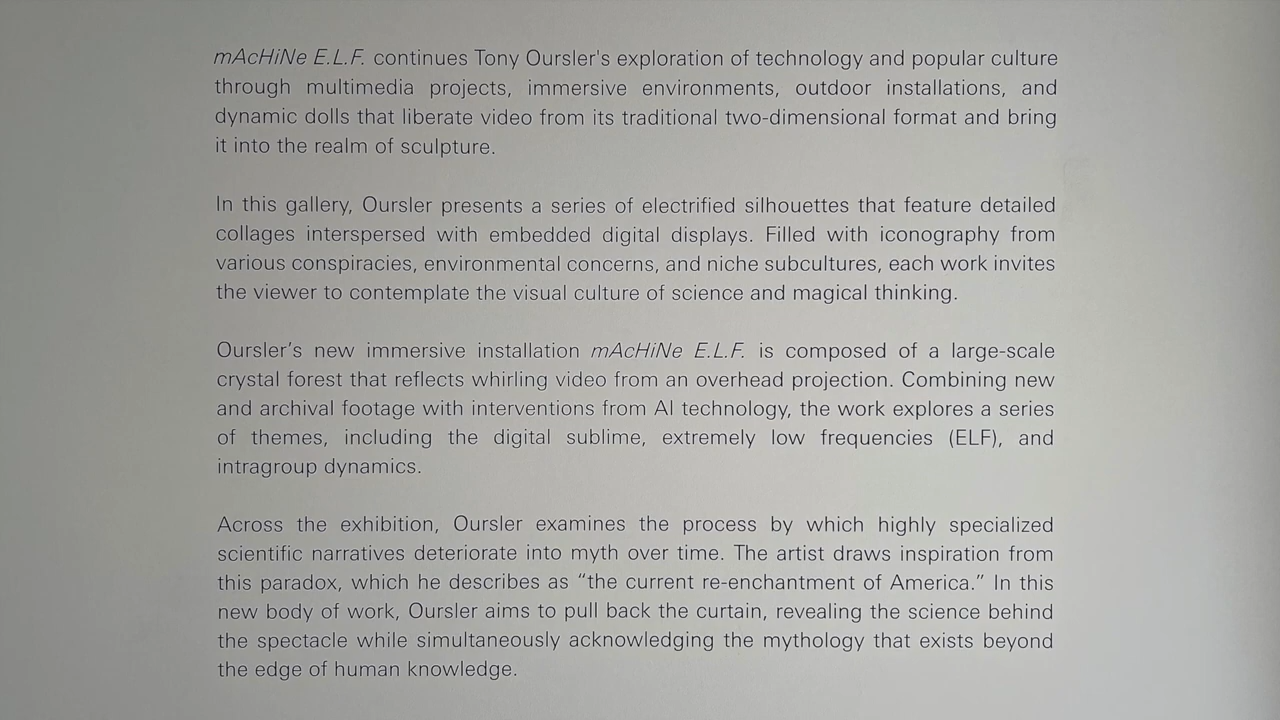 mAcHiNe E.L.F. continues Tony Oursler's exploration of technology and popular culture
through multimedia projects, immersive environments, outdoor installations, and
dynamic dolls that liberate video from its traditional two-dimensional format and bring
it into the realm of sculpture.
In this gallery, Oursler presents a series of electrified silhouettes that feature detailed
collages interspersed with embedded digital displays. Filled with iconography from
various conspiracies, environmental concerns, and niche subcultures, each work invites
the viewer to contemplate the visual culture of science and magical thinking.
Oursler’s new immersive installation mAcHiNe E.L.F. is composed of a large-scale
crystal forest that reflects whirling video from an overhead projection. Combining new
and archival footage with interventions from AI technology, the work explores a series
of themes, including the digital sublime, extremely low frequencies (ELF), and
intragroup dynamics.
Across the exhibition, Oursler examines the process by which highly specialized
scientific narratives deteriorate into myth over time. The artist draws inspiration from
this paradox, which he describes as “the current re-enchantment of America.” In this
new body of work, Oursler aims to pull back the curtain, revealing the science behind
the spectacle while simultaneously acknowledging the mythology that exists beyond
the edge of human knowledge.